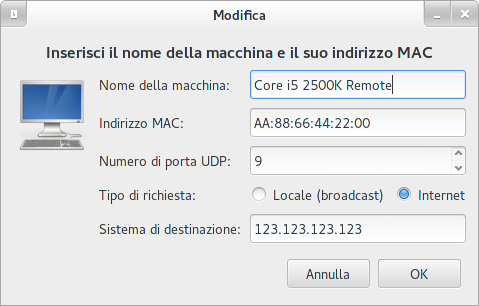 Modifica
Inserisci il nome della macchina e il suo indirizzo MAC
Nome della macchina: Core i5 2500K Remote
Indirizzo MAC: AA:88:66:44:22:00
Numero di porta UDP: 9
Tipo di richiesta: Locale (broadcast) Internet
Sistema di destinazione: 123.123.123.123
Annulla OK